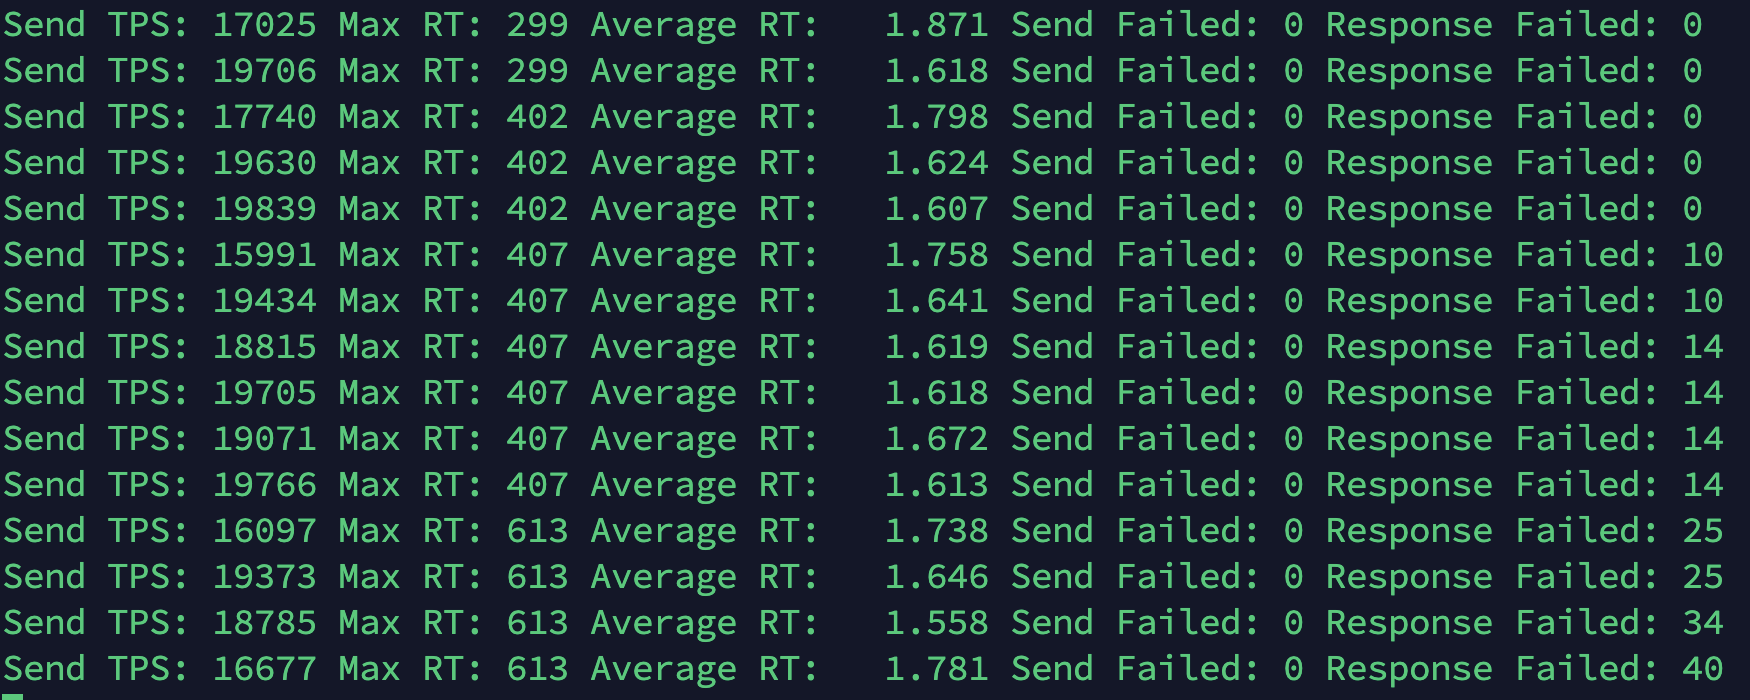 Send TPS: 17025 Max RT: 299 Average RT:   1.871 Send Failed: 0 Response Failed: 0
Send TPS: 19706 Max RT: 299 Average RT:   1.618 Send Failed: 0 Response Failed: 0
Send TPS: 17740 Max RT: 402 Average RT:   1.798 Send Failed: 0 Response Failed: 0
Send TPS: 19630 Max RT: 402 Average RT:   1.624 Send Failed: 0 Response Failed: 0
Send TPS: 19839 Max RT: 402 Average RT:   1.607 Send Failed: 0 Response Failed: 0
Send TPS: 15991 Max RT: 407 Average RT:   1.758 Send Failed: 0 Response Failed: 10
Send TPS: 19434 Max RT: 407 Average RT:   1.641 Send Failed: 0 Response Failed: 10
Send TPS: 18815 Max RT: 407 Average RT:   1.619 Send Failed: 0 Response Failed: 14
Send TPS: 19705 Max RT: 407 Average RT:   1.618 Send Failed: 0 Response Failed: 14
Send TPS: 19071 Max RT: 407 Average RT:   1.672 Send Failed: 0 Response Failed: 14
Send TPS: 19766 Max RT: 407 Average RT:   1.613 Send Failed: 0 Response Failed: 14
Send TPS: 16097 Max RT: 613 Average RT:   1.738 Send Failed: 0 Response Failed: 25
Send TPS: 19373 Max RT: 613 Average RT:   1.646 Send Failed: 0 Response Failed: 25
Send TPS: 18785 Max RT: 613 Average RT:   1.558 Send Failed: 0 Response Failed: 34
Send TPS: 16677 Max RT: 613 Average RT:   1.781 Send Failed: 0 Response Failed: 40